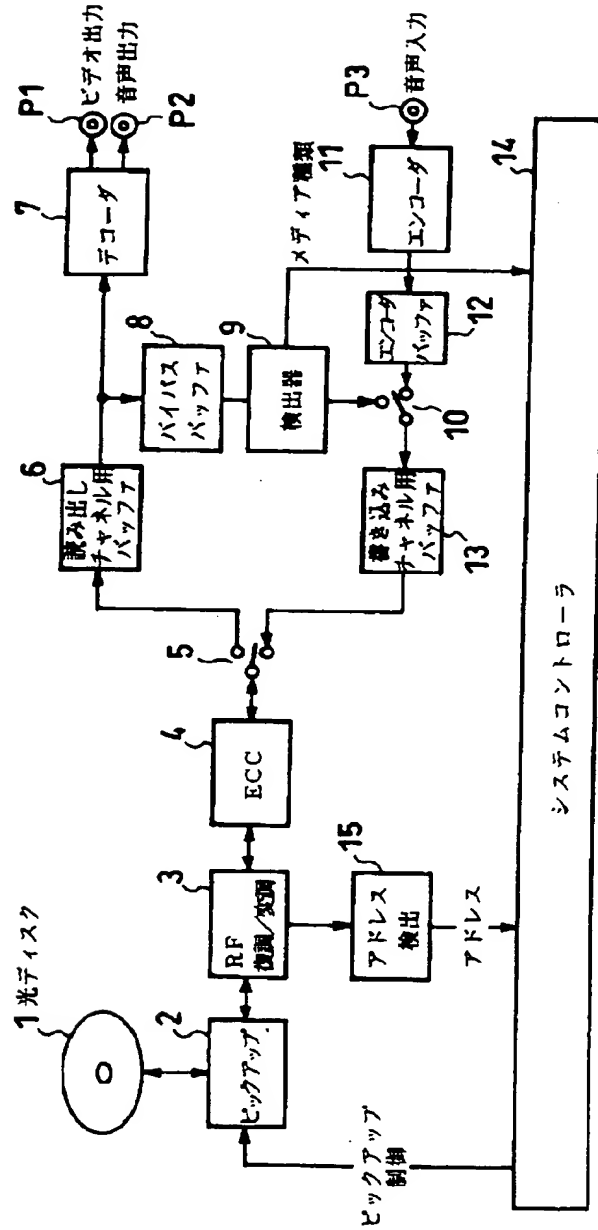 1 光ディスク
2
ピックアップ
3
RF
復調/変調
4
ECC
5
6
読み出し
チャネル用
バッファ
7
デコーダ
P1
ビデオ出力
音声出力
P2
8
バイパス
バッファ
9
検出器
メディア種類
10
P3
音声入力
11
エンコーダ
12
エンコーダ
バッファ
13
書き込み
チャネル用
バッファ
15
アドレス
検出
アドレス
ピックアップ
制御
14
システムコントローラ